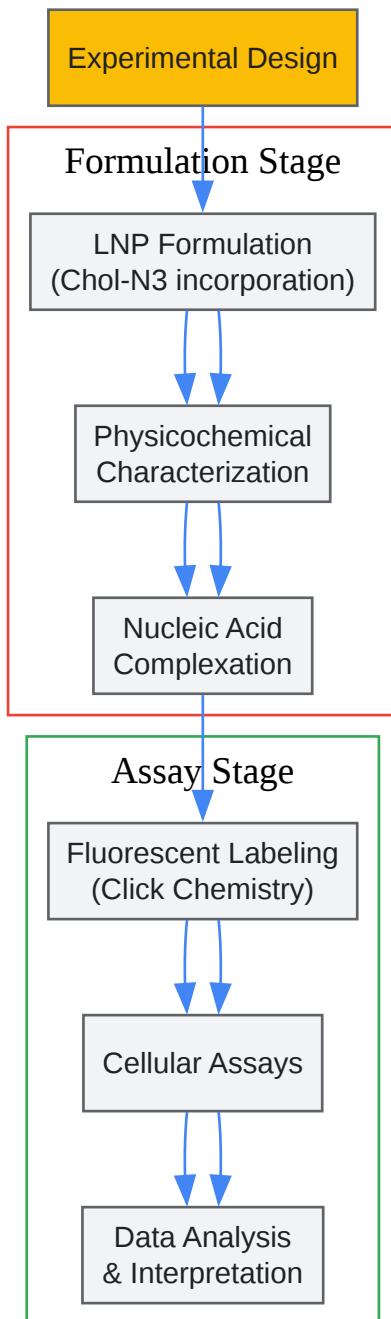 Experimental Design
Formulation Stage
LNP Formulation
(Chol-N3 incorporation)
Physicochemical
Characterization
Nucleic Acid
Complexation
Assay Stage
Fluorescent Labeling
(Click Chemistry)
Cellular Assays
Data Analysis
& Interpretation